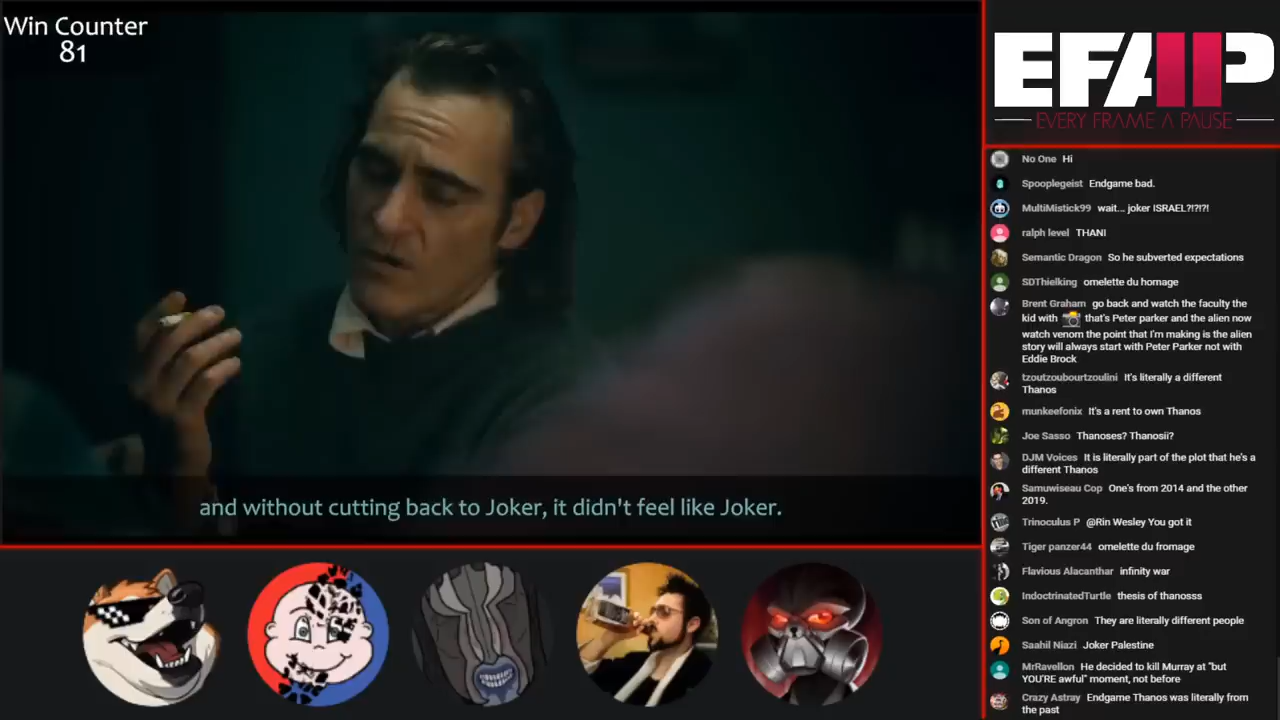 Win Counter
81
and without cutting back to Joker, it didn't feel like Joker.
EFAP
EVERY FRAME A PAUSE
No One Hi
Spooplegeist Endgame bad.
MultiMistick99 wait... joker ISRAEL?!?!?!
ralph level THANI
Semantic Dragon So he subverted expectations
SDThielking omelette du homage
Brent Graham go back and watch the faculty the
kid with that's Peter parker and the alien now
watch venom the point that I'm making is the alien
story will always start with Peter Parker not with
Eddie Brock
tzoutzoubourtzoulini It's literally a different
Thanos
munkeefonix It's a rent to own Thanos
Joe Sasso Thanoses? Thanosii?
DJM Voices It is literally part of the plot that he's a
different Thanos
Samuwiseau Cop One's from 2014 and the other
2019.
Trinoculus P @Rin Wesley You got it
Tiger panzer44 omelette du fromage
Flavious Alacanthar infinity war
IndoctrinatedTurtle thesis of thanosss
Son of Angron They are literally different people
Saahil Niazi Joker Palestine
MrRavellon He decided to kill Murray at "but
YOU'RE awful" moment, not before
Crazy Astray Endgame Thanos was literally from
the past